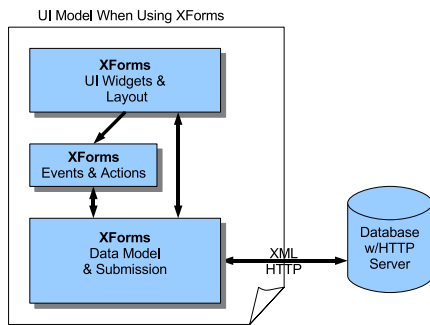 UI Model When Using XForms
XForms
UI Widgets &
Layout
XForms
Events & Actions
XForms
Data Model
& Submission
XML
HTTP
Database
w/HTTP
Server